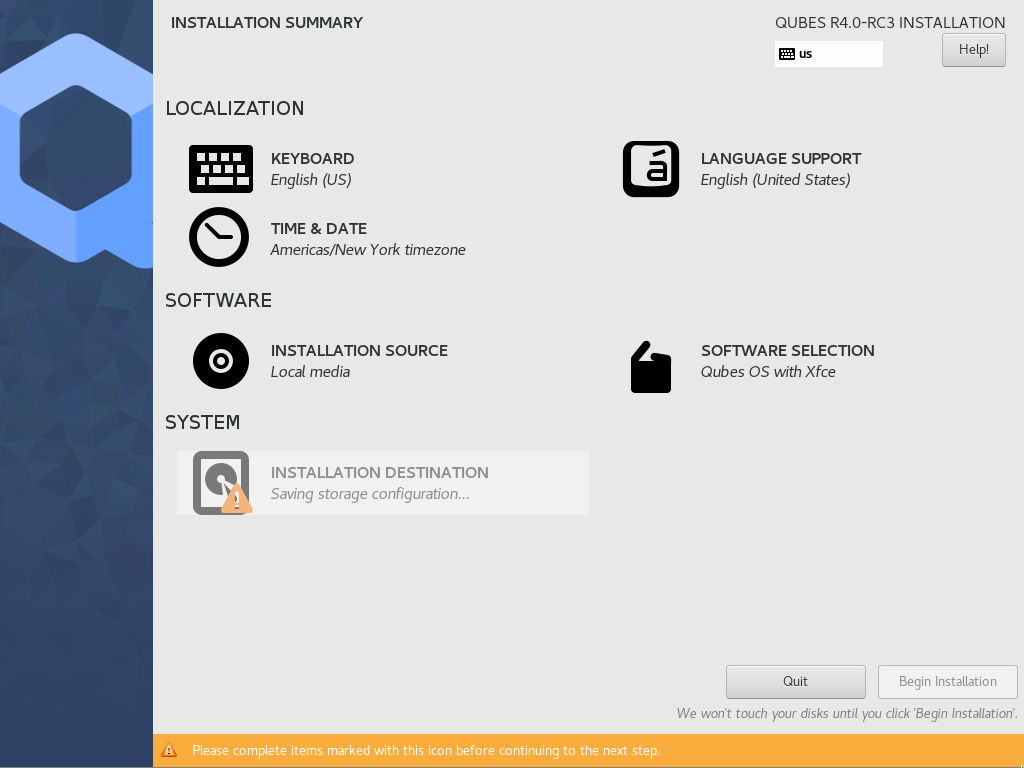 INSTALLATION SUMMARY
QUBES R4.0-RC3 INSTALLATION
us
Help!
LOCALIZATION
KEYBOARD
English (US)
LANGUAGE SUPPORT
English (United States)
TIME & DATE
Americas/New York timezone
SOFTWARE
INSTALLATION SOURCE
Local media
SOFTWARE SELECTION
Qubes OS with Xfce
SYSTEM
INSTALLATION DESTINATION
Saving storage configuration...
Quit
Begin Installation
We won't touch your disks until you click 'Begin Installation'.
Please complete items marked with this icon before continuing to the next step.